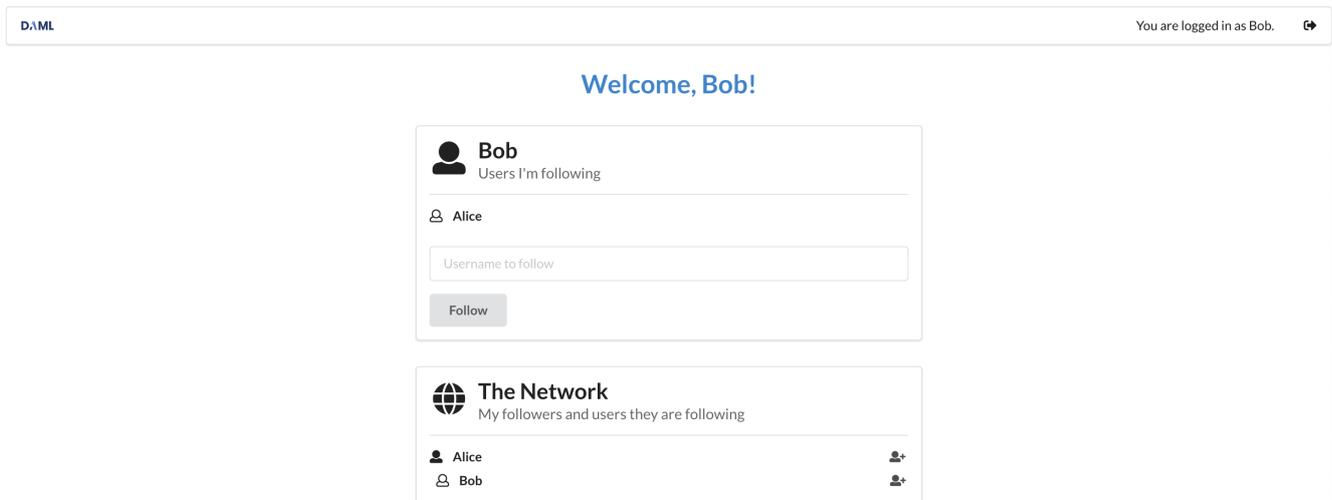 DAML
You are logged in as Bob.
Welcome, Bob!
Bob
Users I'm following
Alice
Username to follow
Follow
The Network
My followers and users they are following
Alice
Bob